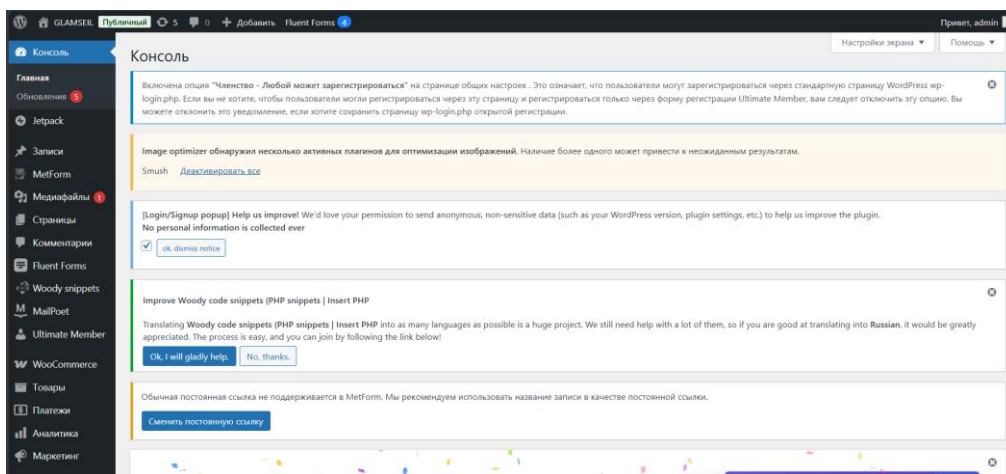 GLAMSEIL Публичный 5 0 + Добавить Fluent Forms 4 Привет, admin
Настройки экрана ▼ Помощь ▼
Консоль
Главная
Обновления 5
Jetpack
Записи
MetForm
Медиафайлы 1
Страницы
Комментарии
Fluent Forms
Woody snippets
MailPoet
Ultimate Member
WooCommerce
Товары
Платежи
Аналитика
Маркетинг
Консоль
Включена опция "Членство - Любой может зарегистрироваться" на странице общих настроек . Это означает, что пользователи могут зарегистрироваться через стандартную страницу WordPress wp-
login.php. Если вы не хотите, чтобы пользователи могли регистрироваться через эту страницу и регистрироваться только через форму регистрации Ultimate Member, вам следует отключить эту опцию. Вы
можете отклонить это уведомление, если хотите сохранить страницу wp-login.php открытой регистрации.
Image optimizer обнаружил несколько активных плагинов для оптимизации изображений. Наличие более одного может привести к неожиданным результатам.
Smush Деактивировать все
[Login/Signup popup] Help us improve! We'd love your permission to send anonymous, non-sensitive data (such as your WordPress version, plugin settings, etc.) to help us improve the plugin.
No personal information is collected ever
ok, dismiss notice
Improve Woody code snippets (PHP snippets | Insert PHP
Translating Woody code snippets (PHP snippets | Insert PHP into as many languages as possible is a huge project. We still need help with a lot of them, so if you are good at translating into Russian, it would be greatly
appreciated. The process is easy, and you can join by following the link below!
Ok, I will gladly help. No, thanks.
Обычная постоянная ссылка не поддерживается в MetForm. Мы рекомендуем использовать название записи в качестве постоянной ссылки.
Сменить постоянную ссылку